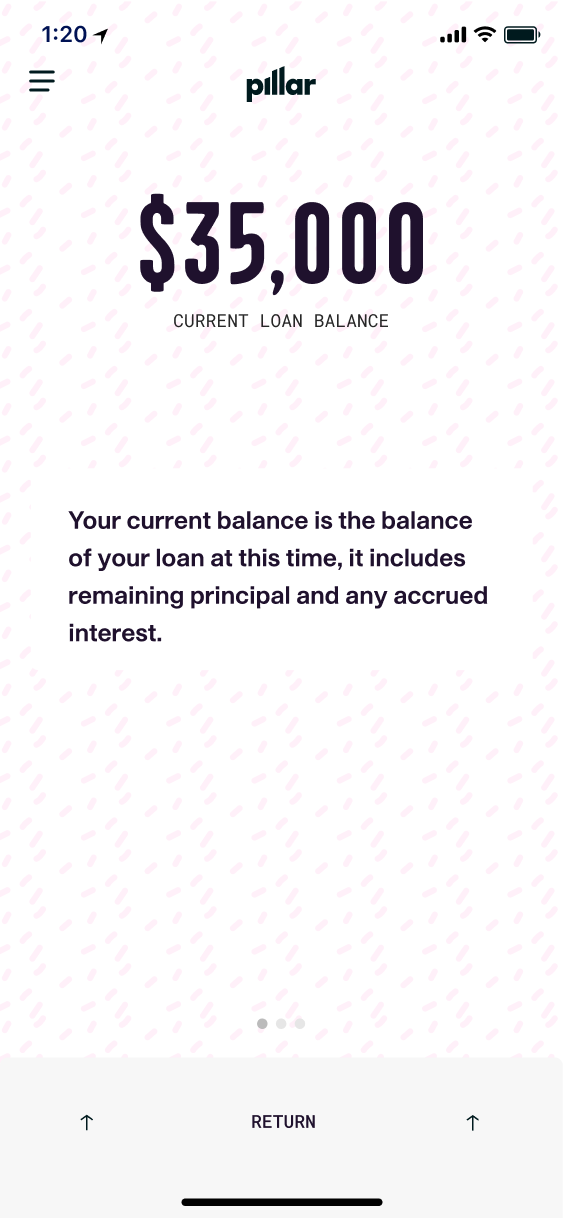 1:20
pillar
$35,000
CURRENT LOAN BALANCE
Your current balance is the balance
of your loan at this time, it includes
remaining principal and any accrued
interest.
↑ RETURN ↑